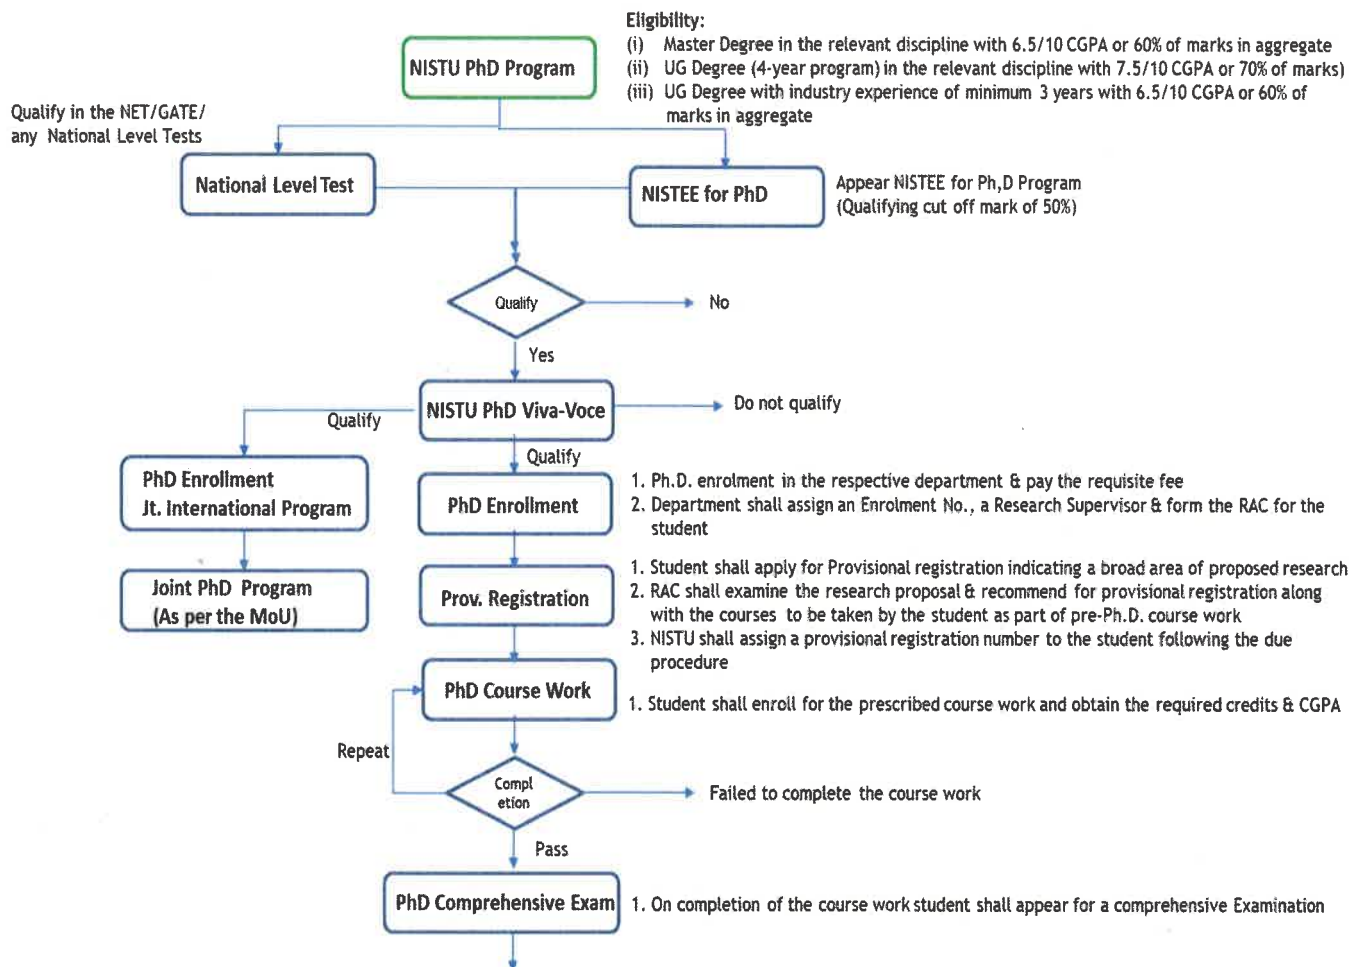 Eligibility:
(i) Master Degree in the relevant discipline with 6.5/10 CGPA or 60% of marks in aggregate
(ii) UG Degree (4-year program) in the relevant discipline with 7.5/10 CGPA or 70% of marks)
(iii) UG Degree with industry experience of minimum 3 years with 6.5/10 CGPA or 60% of
marks in aggregate
NISTU PhD Program
Qualify in the NET/GATE/
any National Level Tests
National Level Test
NISTEE for PhD
Appear NISTEE for Ph,D Program
(Qualifying cut off mark of 50%)
Qualify
No
Yes
NISTU PhD Viva-Voce
Do not qualify
Qualify
Qualify
PhD Enrollment
Jt. International Program
PhD Enrollment
1. Ph.D. enrolment in the respective department & pay the requisite fee
2. Department shall assign an Enrolment No., a Research Supervisor & form the RAC for the
student
Joint PhD Program
(As per the MoU)
Prov. Registration
1. Student shall apply for Provisional registration indicating a broad area of proposed research
2. RAC shall examine the research proposal & recommend for provisional registration along
with the courses to be taken by the student as part of pre-Ph.D. course work
3. NISTU shall assign a provisional registration number to the student following the due
procedure
PhD Course Work
1. Student shall enroll for the prescribed course work and obtain the required credits & CGPA
Repeat
Compl
etion
Failed to complete the course work
Pass
PhD Comprehensive Exam
1. On completion of the course work student shall appear for a comprehensive Examination